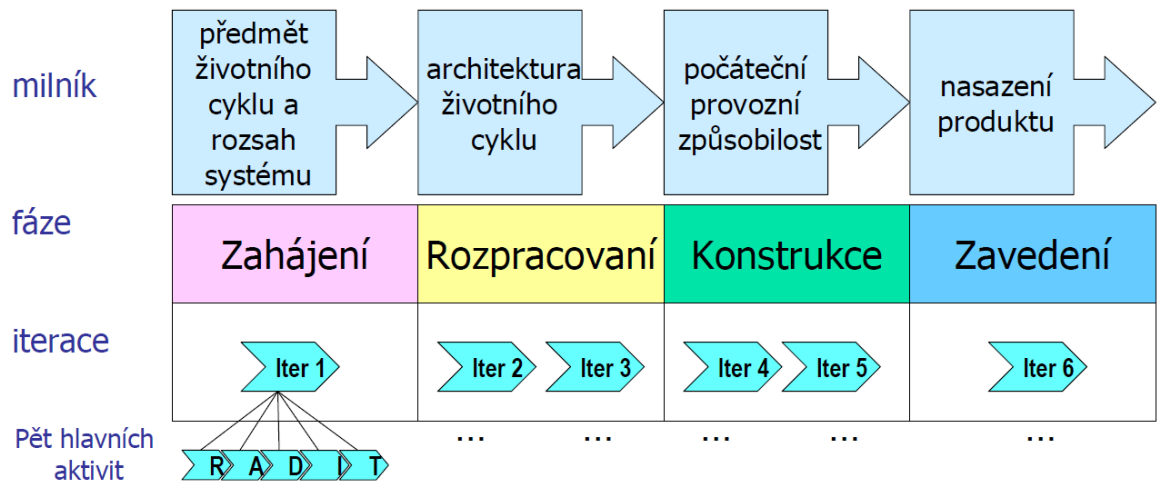 milník
předmět
životního
cyklu a
rozsah
systému
architektura
životního
cyklu
počáteční
provozní
způsobilost
nasazení
produktu
fáze
Zahájení
Rozpracovaní
Konstrukce
Zavedení
iterace
Iter 1
Iter 2
Iter 3
Iter 4
Iter 5
Iter 6
Pět hlavních
aktivit
R A D I T
... ... ... ... ...